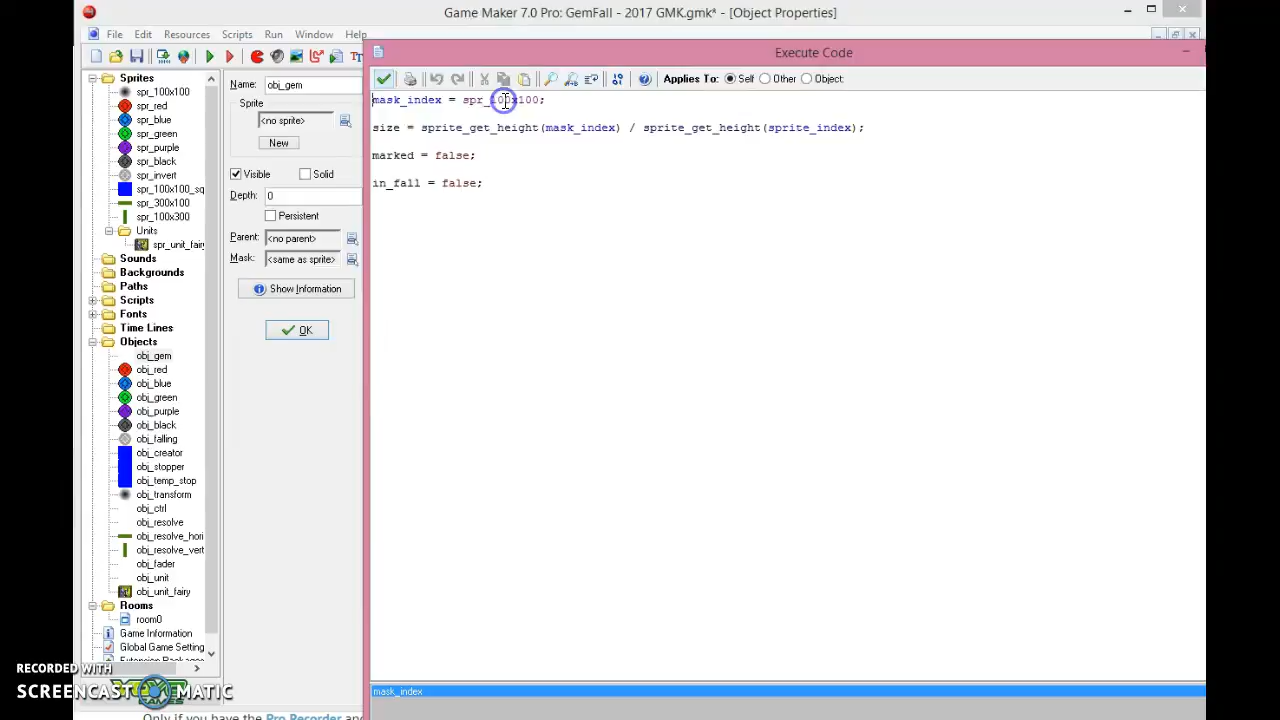 Game Maker 7.0 Pro: GemFall - 2017 GMK.gmk* - [Object Properties]
File Edit Resources Scripts Run Window Help
Execute Code
Applies To: Self Other Object
Sprites
spr_100x100
spr_red
spr_blue
spr_green
spr_purple
spr_black
spr_invert
spr_100x100_sq
spr_300x100
spr_100x300
Units
spr_unit_fairy
Sounds
Backgrounds
Paths
Scripts
Fonts
Time Lines
Objects
obj_gem
obj_red
obj_blue
obj_green
obj_purple
obj_black
obj_falling
obj_creator
obj_stopper
obj_temp_stop
obj_transform
obj_ctrl
obj_resolve
obj_resolve_hori
obj_resolve_vert
obj_fader
obj_unit
obj_unit_fairy
Rooms
room0
Game Information
Global Game Setting
Extension Packages
Name: obj_gem
Sprite
<no sprite>
New
Visible Solid
Depth: 0
Persistent
Parent: <no parent>
Mask: <same as sprite>
Show Information
OK
mask_index = spr_100x100;
size = sprite_get_height(mask_index) / sprite_get_height(sprite_index);
marked = false;
in_fall = false;
mask_index
RECORDED WITH
SCREENCAST MATIC
Only if you have the Pro Recorder and